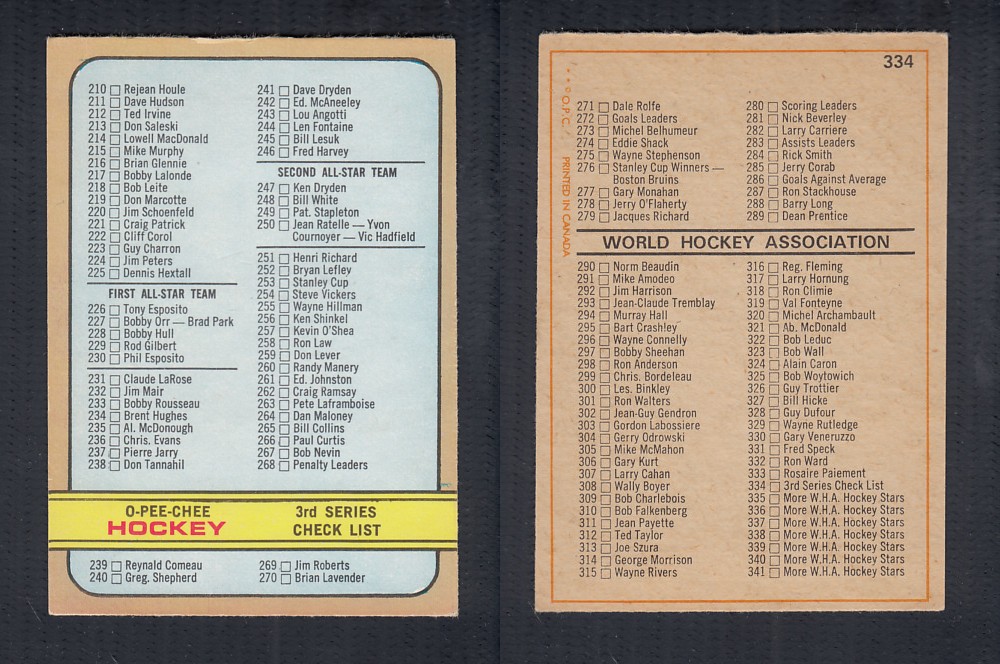 210 Rejean Houle
211 Dave Hudson
212 Ted Irvine
213 Don Saleski
214 Lowell MacDonald
215 Mike Murphy
216 Brian Glennie
217 Bobby Lalonde
218 Bob Leite
219 Don Marcotte
220 Jim Schoenfeld
221 Craig Patrick
222 Cliff Corol
223 Guy Charron
224 Jim Peters
225 Dennis Hextall
FIRST ALL-STAR TEAM
226 Tony Esposito
227 Bobby Orr — Brad Park
228 Bobby Hull
229 Rod Gilbert
230 Phil Esposito
231 Claude LaRose
232 Jim Mair
233 Bobby Rousseau
234 Brent Hughes
235 Al. McDonough
236 Chris. Evans
237 Pierre Jarry
238 Don Tannahil
241 Dave Dryden
242 Ed. McAneeley
243 Lou Angotti
244 Len Fontaine
245 Bill Lesuk
246 Fred Harvey
SECOND ALL-STAR TEAM
247 Ken Dryden
248 Bill White
249 Pat. Stapleton
250 Jean Ratelle — Yvon
Cournoyer — Vic Hadfield
251 Henri Richard
252 Bryan Lefley
253 Stanley Cup
254 Steve Vickers
255 Wayne Hillman
256 Ken Shinkel
257 Kevin O'Shea
258 Ron Law
259 Don Lever
260 Randy Manery
261 Ed. Johnston
262 Craig Ramsay
263 Pete Laframboise
264 Dan Maloney
265 Bill Collins
266 Paul Curtis
267 Bob Nevin
268 Penalty Leaders
O-PEE-CHEE
HOCKEY
3rd SERIES
CHECK LIST
239 Reynald Comeau
240 Greg. Shepherd
269 Jim Roberts
270 Brian Lavender
334
© O.P.C. PRINTED IN CANADA
271 Dale Rolfe
272 Goals Leaders
273 Michel Belhumeur
274 Eddie Shack
275 Wayne Stephenson
276 Stanley Cup Winners —
Boston Bruins
277 Gary Monahan
278 Jerry O'Flaherty
279 Jacques Richard
280 Scoring Leaders
281 Nick Beverley
282 Larry Carriere
283 Assists Leaders
284 Rick Smith
285 Jerry Corab
286 Goals Against Average
287 Ron Stackhouse
288 Barry Long
289 Dean Prentice
WORLD HOCKEY ASSOCIATION
290 Norm Beaudin
291 Mike Amodeo
292 Jim Harrison
293 Jean-Claude Tremblay
294 Murray Hall
295 Bart Crashley
296 Wayne Connelly
297 Bobby Sheehan
298 Ron Anderson
299 Chris. Bordeleau
300 Les. Binkley
301 Ron Walters
302 Jean-Guy Gendron
303 Gordon Labossiere
304 Gerry Odrowski
305 Mike McMahon
306 Gary Kurt
307 Larry Cahan
308 Wally Boyer
309 Bob Charlebois
310 Bob Falkenberg
311 Jean Payette
312 Ted Taylor
313 Joe Szura
314 George Morrison
315 Wayne Rivers
316 Reg. Fleming
317 Larry Hornung
318 Ron Climie
319 Val Fonteyne
320 Michel Archambault
321 Ab. McDonald
322 Bob Leduc
323 Bob Wall
324 Alain Caron
325 Bob Woytowich
326 Guy Trottier
327 Bill Hicke
328 Guy Dufour
329 Wayne Rutledge
330 Gary Veneruzzo
331 Fred Speck
332 Ron Ward
333 Rosaire Paiement
334 3rd Series Check List
335 More W.H.A. Hockey Stars
336 More W.H.A. Hockey Stars
337 More W.H.A. Hockey Stars
338 More W.H.A. Hockey Stars
339 More W.H.A. Hockey Stars
340 More W.H.A. Hockey Stars
341 More W.H.A. Hockey Stars